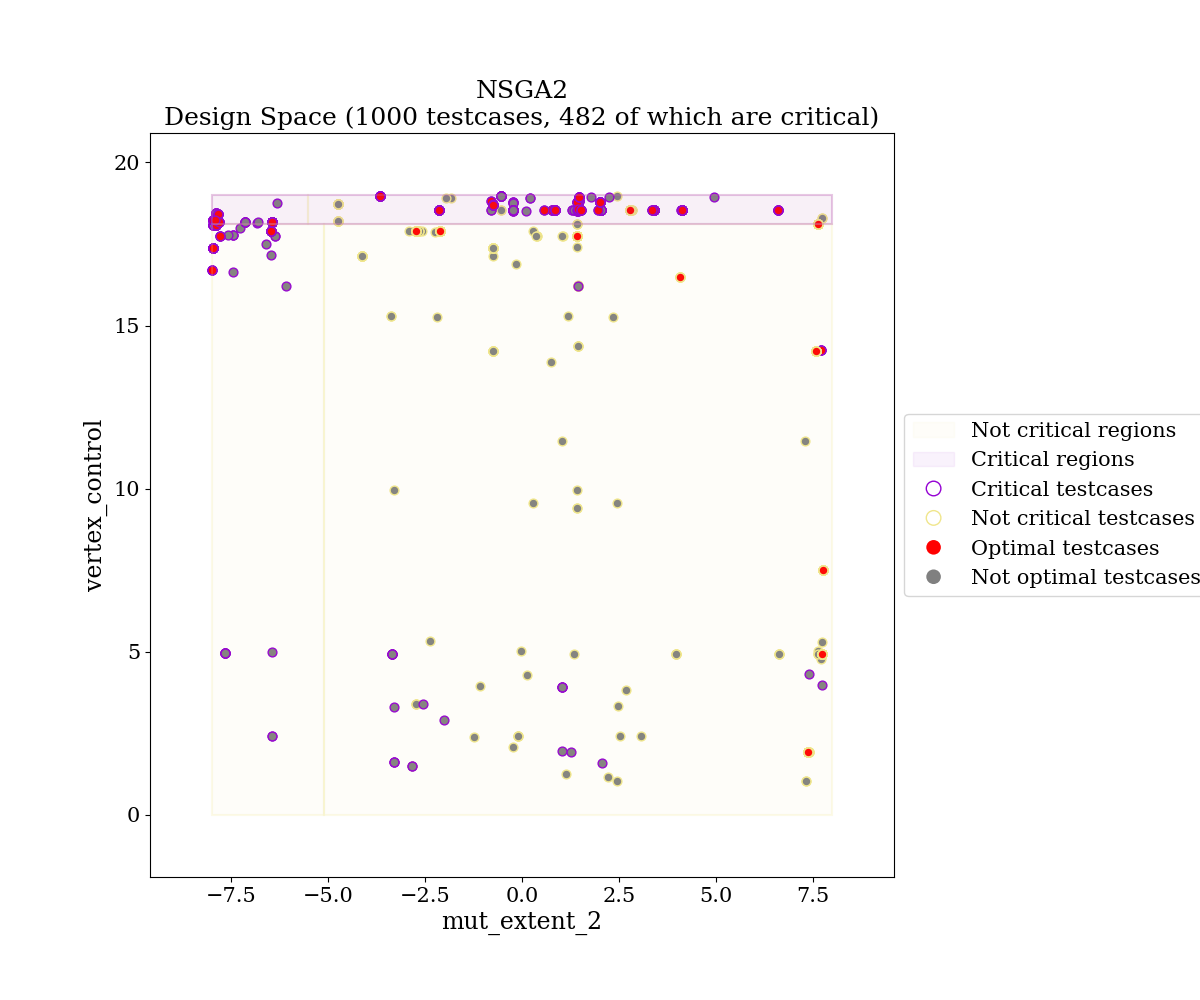 NSGA2
Design Space (1000 testcases, 482 of which are critical)
20
15
10
5
0
vertex_control
−7.5
−5.0
−2.5
0.0
2.5
5.0
7.5
mut_extent_2
Not critical regions
Critical regions
Critical testcases
Not critical testcases
Optimal testcases
Not optimal testcases